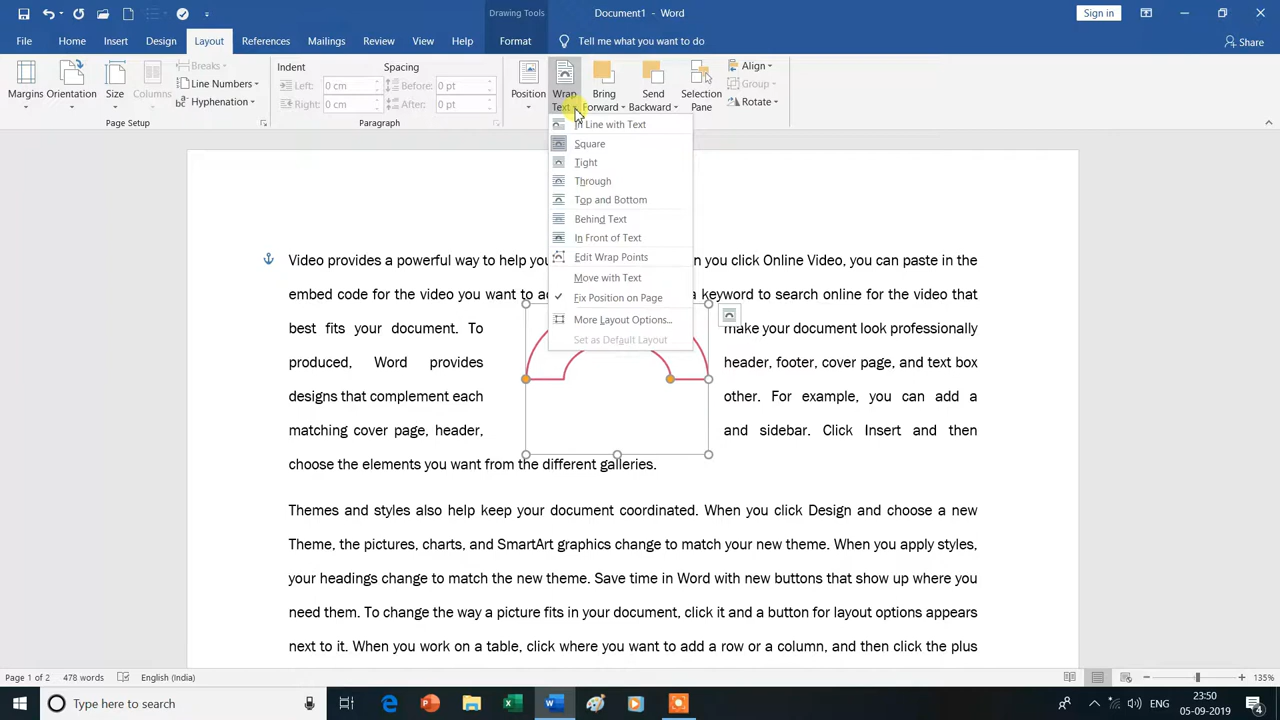 Drawing Tools
Document1 - Word
Sign in
File Home Insert Design Layout References Mailings Review View Help Format Tell me what you want to do Share
Margins Orientation Size Columns
Breaks
Line Numbers
Hyphenation
Page Setup
Indent
Left: 0 cm
Right: 0 cm
Spacing
Before: 0 pt
After: 0 pt
Paragraph
Position
Wrap Text
Bring Forward
Send Backward
Selection Pane
Align
Group
Rotate
In Line with Text
Square
Tight
Through
Top and Bottom
Behind Text
In Front of Text
Edit Wrap Points
Move with Text
Fix Position on Page
More Layout Options...
Set as Default Layout
Video provides a powerful way to help you n you click Online Video, you can paste in the
embed code for the video you want to ad a keyword to search online for the video that
best fits your document. To make your document look professionally
produced, Word provides header, footer, cover page, and text box
designs that complement each other. For example, you can add a
matching cover page, header, and sidebar. Click Insert and then
choose the elements you want from the different galleries.
Themes and styles also help keep your document coordinated. When you click Design and choose a new
Theme, the pictures, charts, and SmartArt graphics change to match your new theme. When you apply styles,
your headings change to match the new theme. Save time in Word with new buttons that show up where you
need them. To change the way a picture fits in your document, click it and a button for layout options appears
next to it. When you work on a table, click where you want to add a row or a column, and then click the plus
Page 1 of 2 478 words English (India) 135%
Type here to search
ENG
23:50
05-09-2019